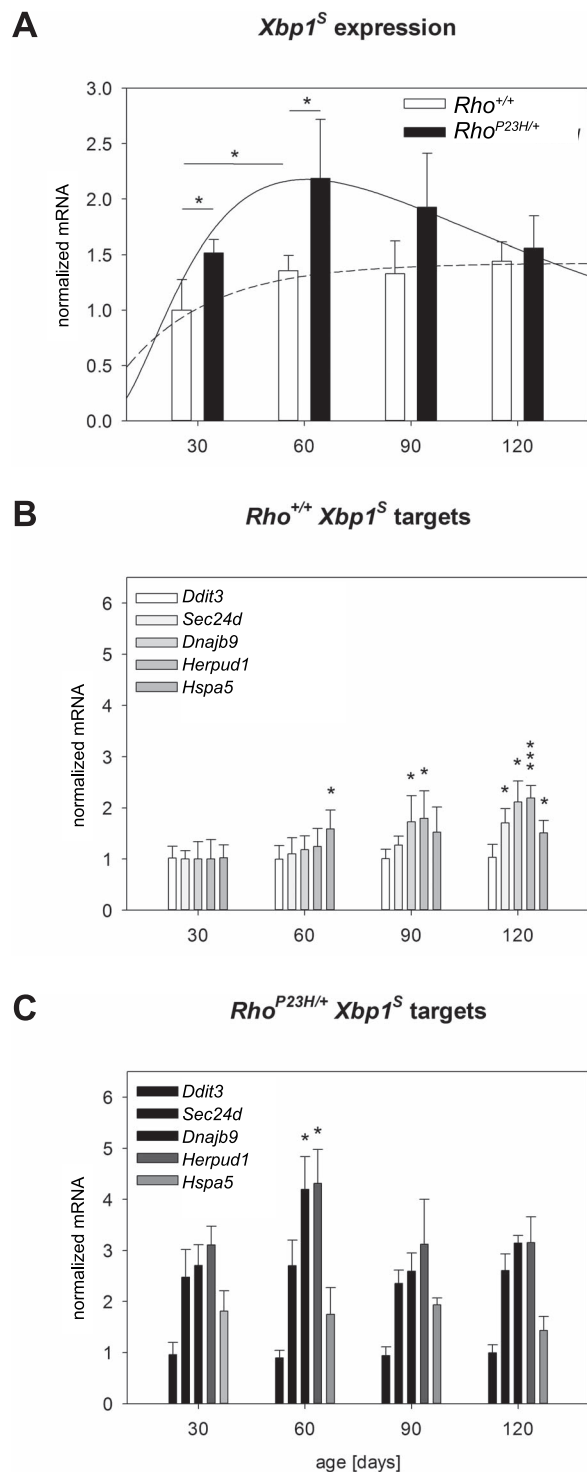 A
Xbp1S expression
3.0
2.5
2.0
1.5
1.0
0.5
0.0
normalized mRNA
*
*
*
Rho+/+
RhoP23H/+
30 60 90 120
B
Rho+/+ Xbp1S targets
6
5
4
3
2
1
0
normalized mRNA
Ddit3
Sec24d
Dnajb9
Herpud1
Hspa5
*
* *
* * *** *
30 60 90 120
C
RhoP23H/+ Xbp1S targets
6
5
4
3
2
1
0
normalized mRNA
Ddit3
Sec24d
Dnajb9
Herpud1
Hspa5
* *
30 60 90 120
age [days]